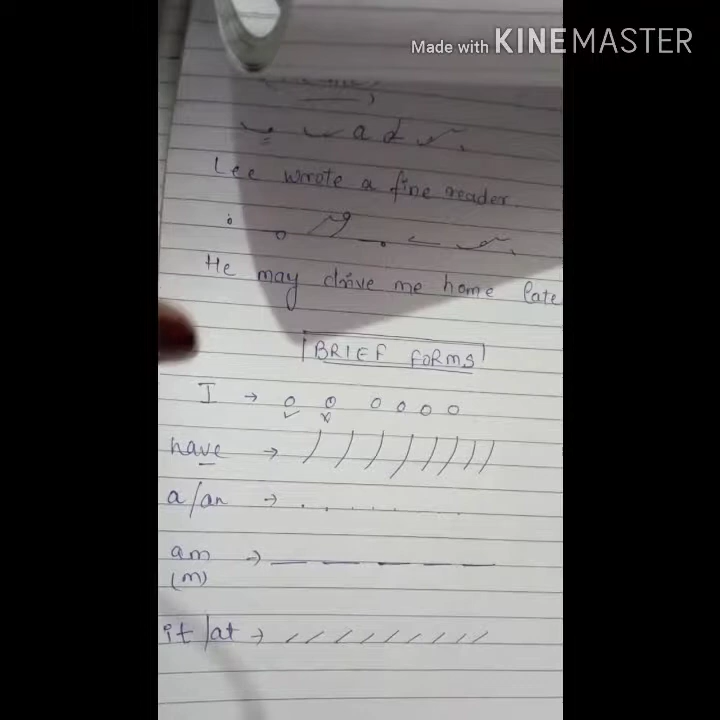 Made with KINEMASTER
Lee wrote a fine reader.
He may drive me home late
BRIEF FORMS
I →
have →
a/an →
am →
(m)
it/at →